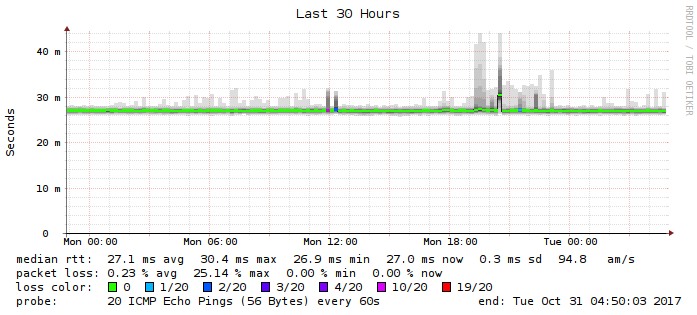 Last 30 Hours
RRDTOOL / TOBI OETIKER
Seconds
40 m
30 m
20 m
10 m
0
Mon 00:00 Mon 06:00 Mon 12:00 Mon 18:00 Tue 00:00
median rtt: 27.1 ms avg 30.4 ms max 26.9 ms min 27.0 ms now 0.3 ms sd 94.8 am/s
packet loss: 0.23 % avg 25.14 % max 0.00 % min 0.00 % now
loss color: 0 1/20 2/20 3/20 4/20 10/20 19/20
probe: 20 ICMP Echo Pings (56 Bytes) every 60s end: Tue Oct 31 04:50:03 2017